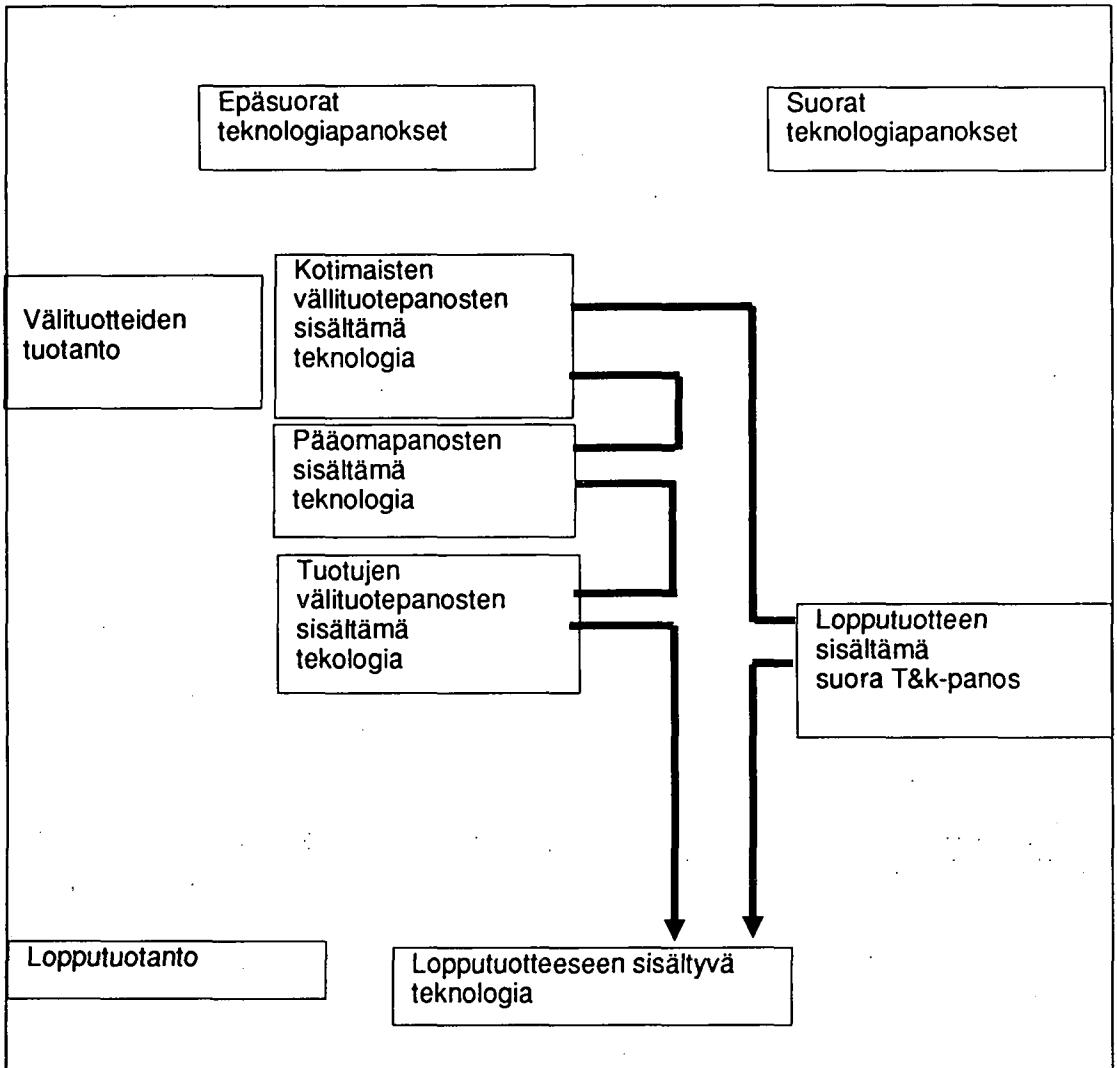 Epäsuorat
teknologiapanokset
Suorat
teknologiapanokset
Välituotteiden
tuotanto
Kotimaisten
vällituotepanosten
sisältämä
teknologia
Pääomapanosten
sisältämä
teknologia
Tuotujen
välituotepanosten
sisältämä
tekologia
Lopputuotteen
sisältämä
suora T&k-panos
Lopputuotanto
Lopputuotteeseen sisältyvä
teknologia